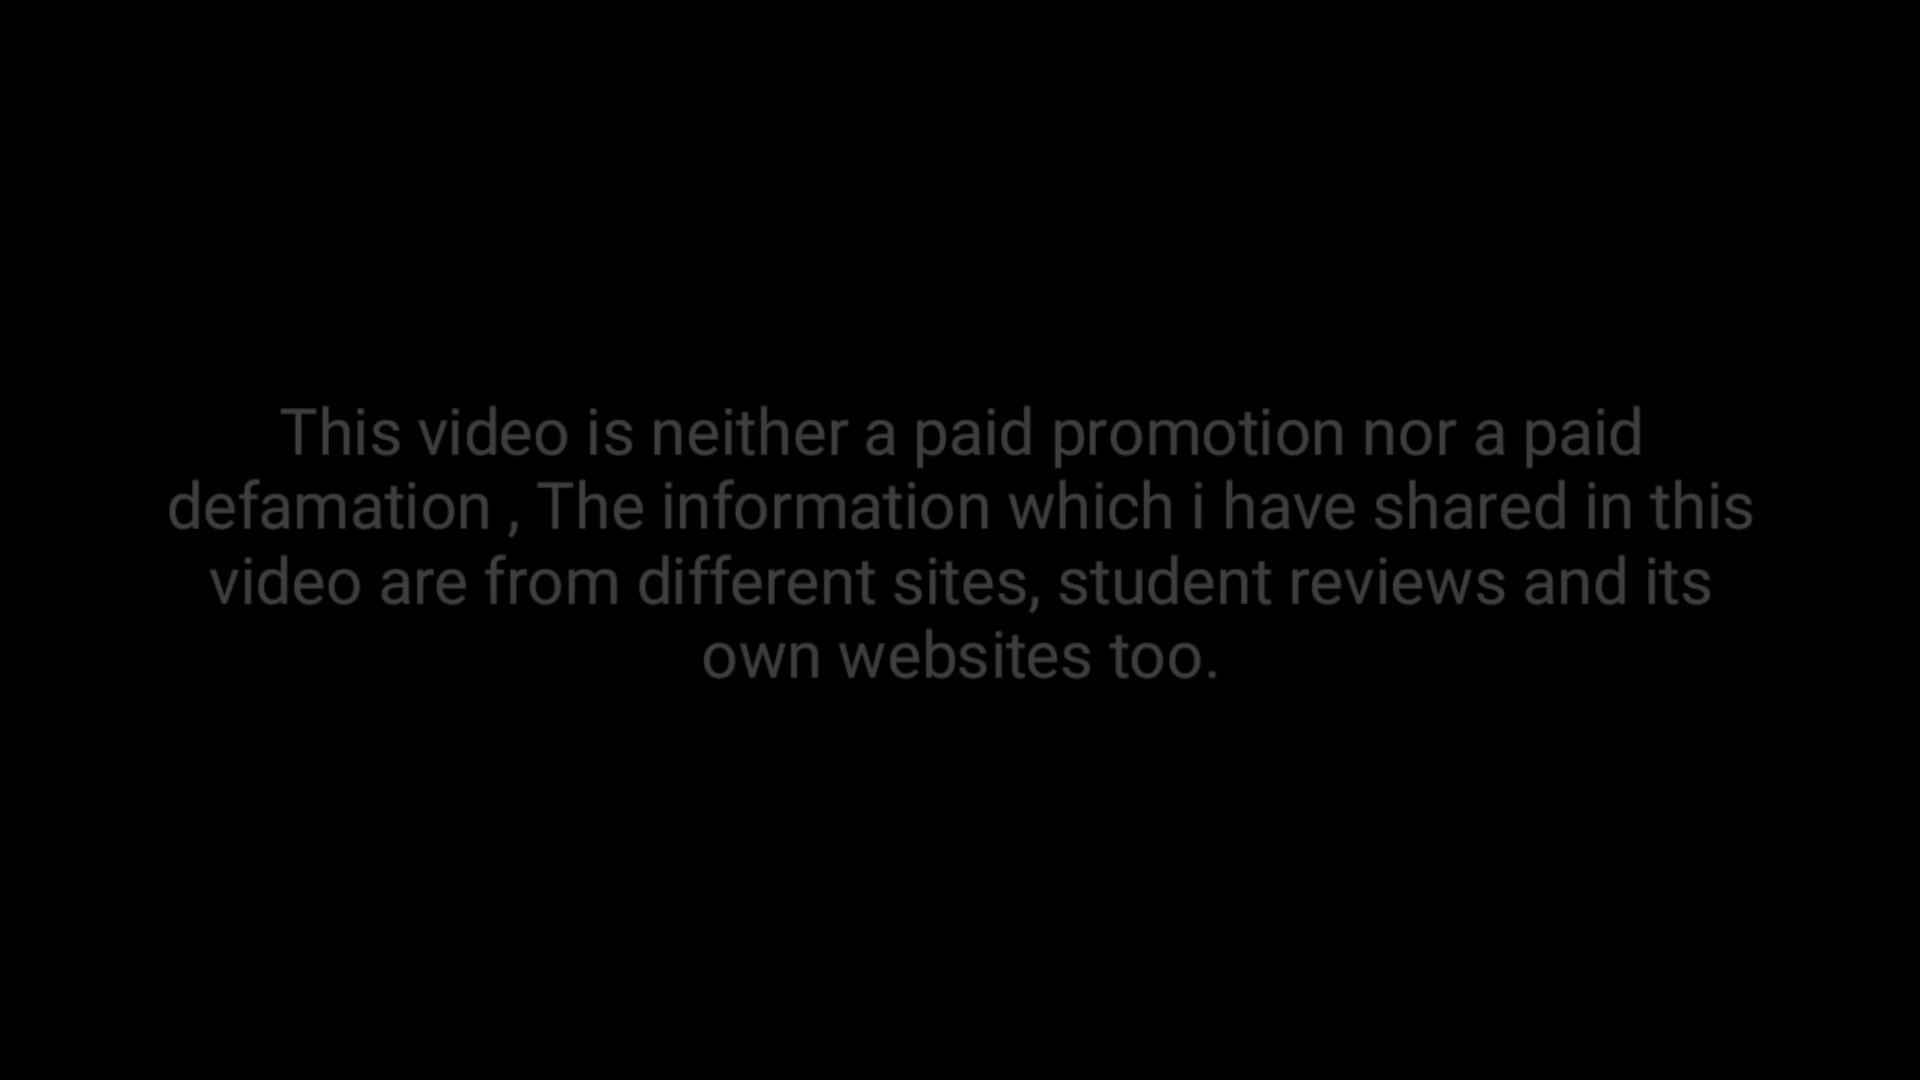 This video is neither a paid promotion nor a paid
defamation , The information which i have shared in this
video are from different sites, student reviews and its
own websites too.